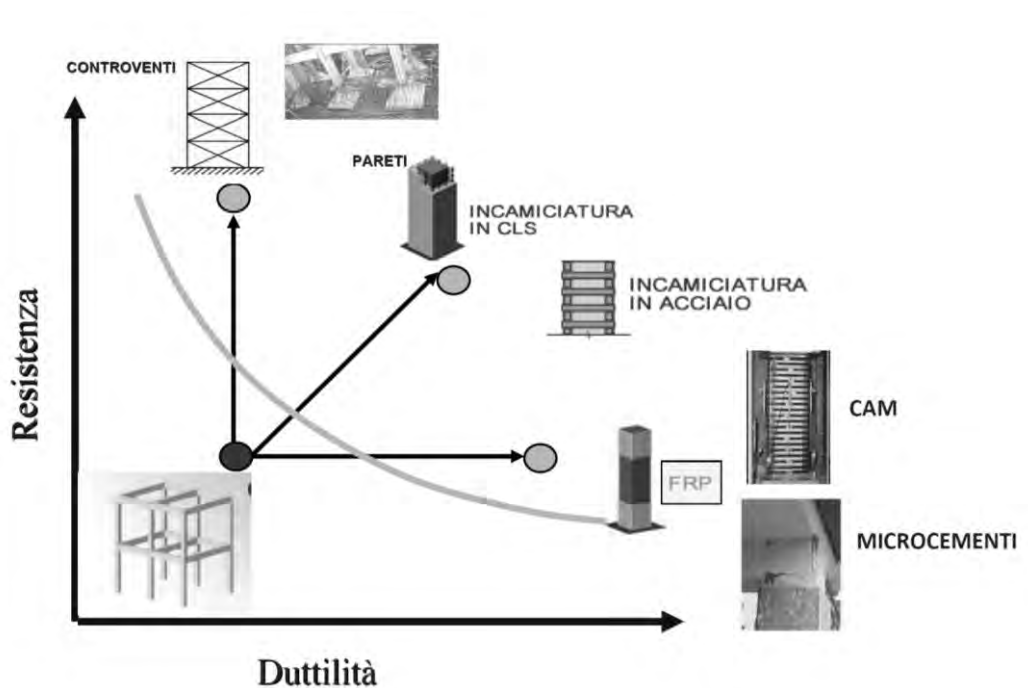 CONTROVENTI
PARETI
INCAMICIATURA
IN CLS
INCAMICIATURA
IN ACCIAIO
CAM
FRP
MICROCEMENTI
Resistenza
Duttilità